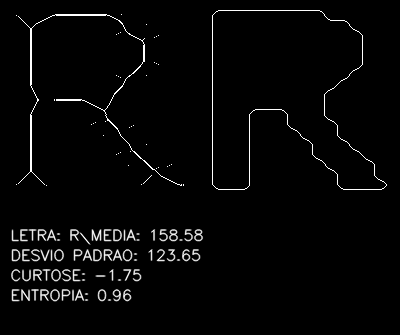 R R
LETRA: R\MEDIA: 158.58
DESVIO PADRAO: 123.65
CURTOSE: -1.75
ENTROPIA: 0.96